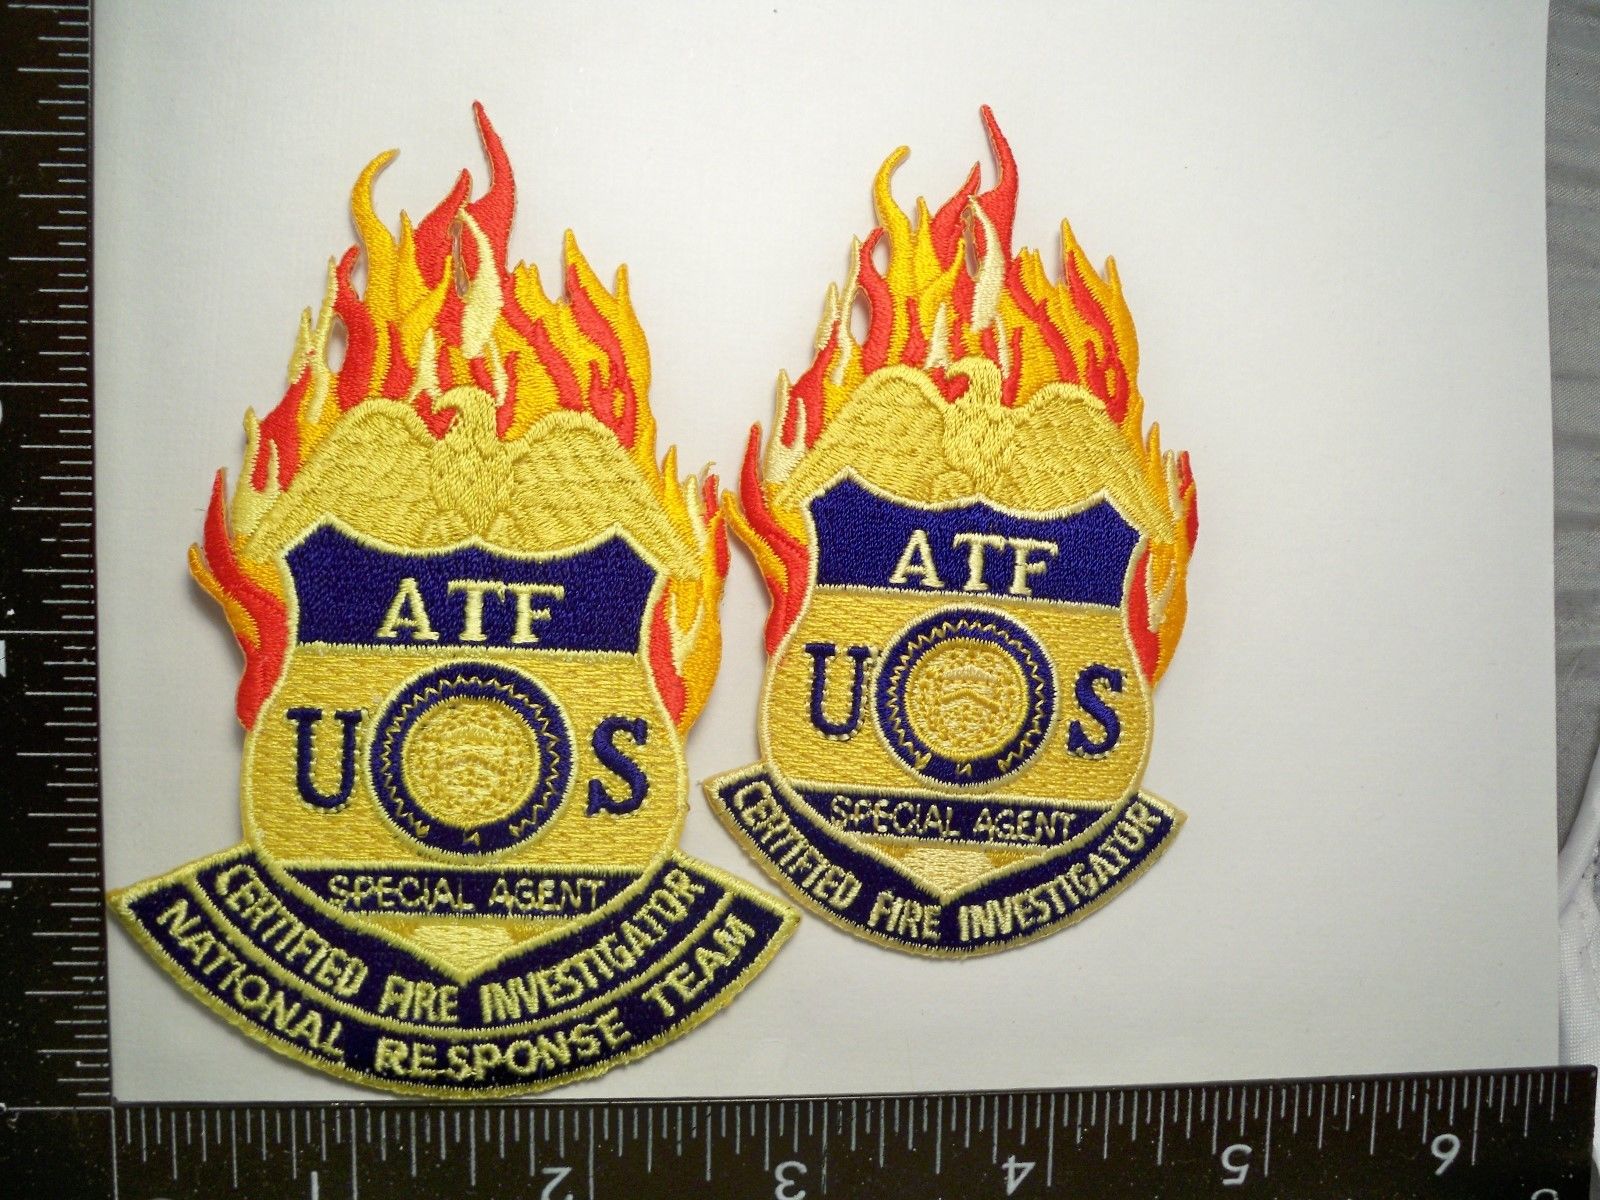 ATF
U S
SPECIAL AGENT
CERTIFIED FIRE INVESTIGATOR
NATIONAL RESPONSE TEAM
ATF
U S
SPECIAL AGENT
CERTIFIED FIRE INVESTIGATOR
1 2 3 4 5 6